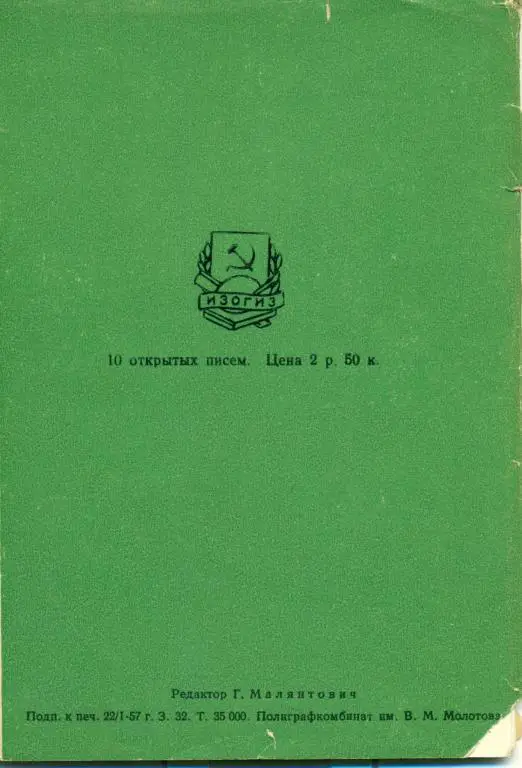 ИЗОГИЗ
10 открытых писем. Цена 2 р. 50 к.
Редактор Г. Малянтович
Подп. к печ. 22/I-57 г. З. 32. Т. 35 000. Полиграфкомбинат им. В. М. Молотова